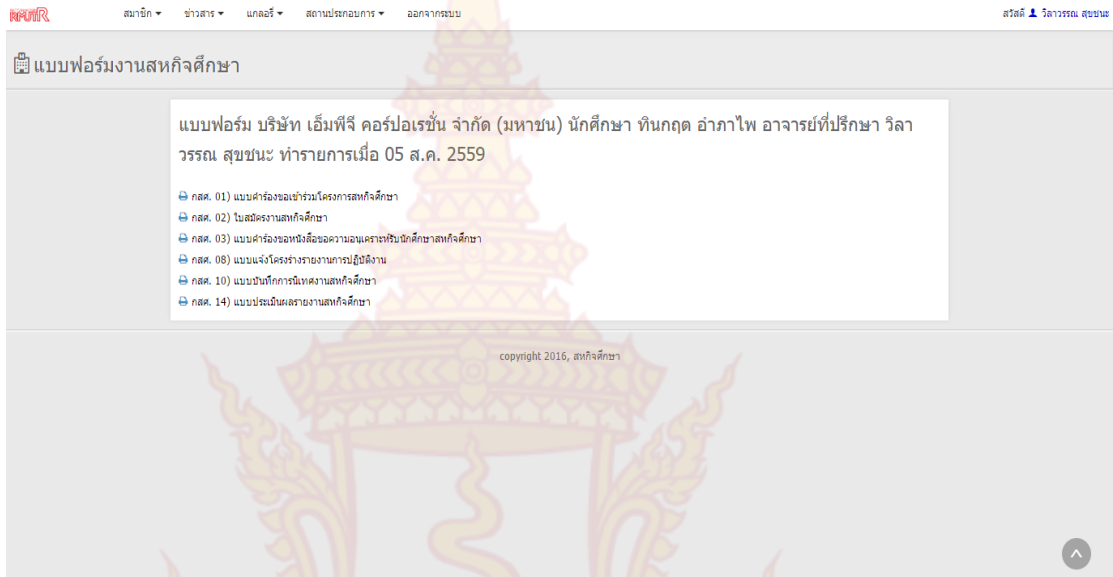 RMUTR
สมาชิก
ข่าวสาร
แกลอรี่
สถานประกอบการ
ออกจากระบบ
สวัสดี วิลาวรรณ สุขชนะ
แบบฟอร์มงานสหกิจศึกษา
แบบฟอร์ม บริษัท เอ็มพีจี คอร์ปอเรชั่น จำกัด (มหาชน) นักศึกษา ทินกฤต อำภาไพ อาจารย์ที่ปรึกษา วิลา
วรรณ สุขชนะ ทำรายการเมื่อ 05 ส.ค. 2559
กสศ. 01) แบบคำร้องขอเข้าร่วมโครงการสหกิจศึกษา
กสศ. 02) ใบสมัครงานสหกิจศึกษา
กสศ. 03) แบบคำร้องขอหนังสือขอความอนุเคราะห์รับนักศึกษาสหกิจศึกษา
กสศ. 08) แบบแจ้งโครงร่างรายงานการปฏิบัติงาน
กสศ. 10) แบบบันทึกการนิเทศงานสหกิจศึกษา
กสศ. 14) แบบประเมินผลรายงานสหกิจศึกษา
copyright 2016, สหกิจศึกษา